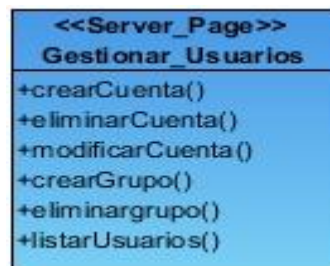 <<Server_Page>>
Gestionar_Usuarios
+crearCuenta()
+eliminarCuenta()
+modificarCuenta()
+crearGrupo()
+eliminargrupo()
+listarUsuarios()